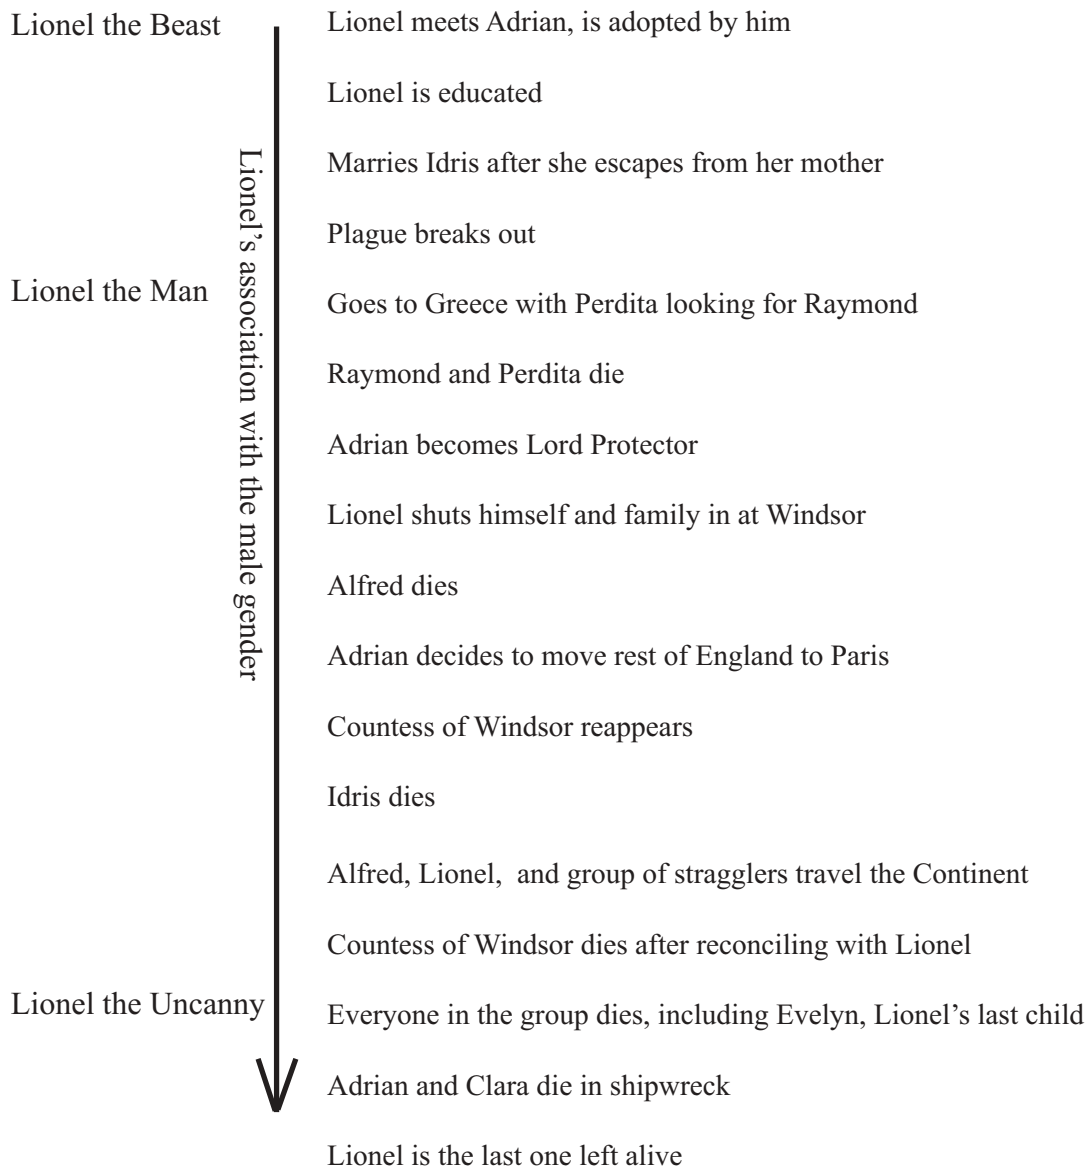 Lionel the Beast
Lionel meets Adrian, is adopted by him
Lionel is educated
Marries Idris after she escapes from her mother
Plague breaks out
Lionel the Man
Goes to Greece with Perdita looking for Raymond
Raymond and Perdita die
Lionel's association with the male gender
Adrian becomes Lord Protector
Lionel shuts himself and family in at Windsor
Alfred dies
Adrian decides to move rest of England to Paris
Countess of Windsor reappears
Idris dies
Alfred, Lionel,  and group of stragglers travel the Continent
Countess of Windsor dies after reconciling with Lionel
Lionel the Uncanny
Everyone in the group dies, including Evelyn, Lionel's last child
Adrian and Clara die in shipwreck
Lionel is the last one left alive